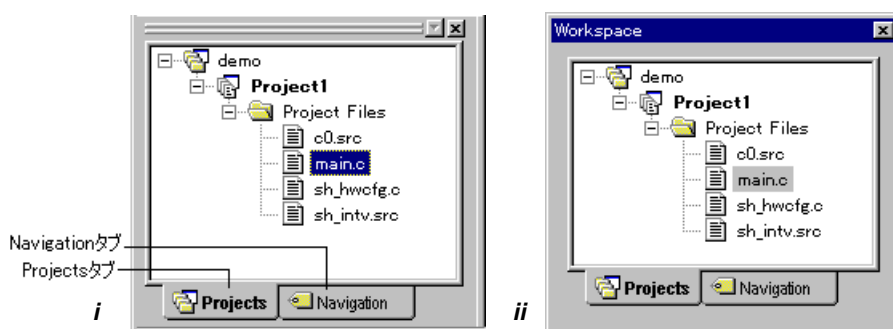 demo
Project1
Project Files
c0.src
main.c
sh_hwcfg.c
sh_intv.src
Navigationタブ
Projectsタブ
Projects
Navigation
i
Workspace
demo
Project1
Project Files
c0.src
main.c
sh_hwcfg.c
sh_intv.src
Projects
Navigation
ii